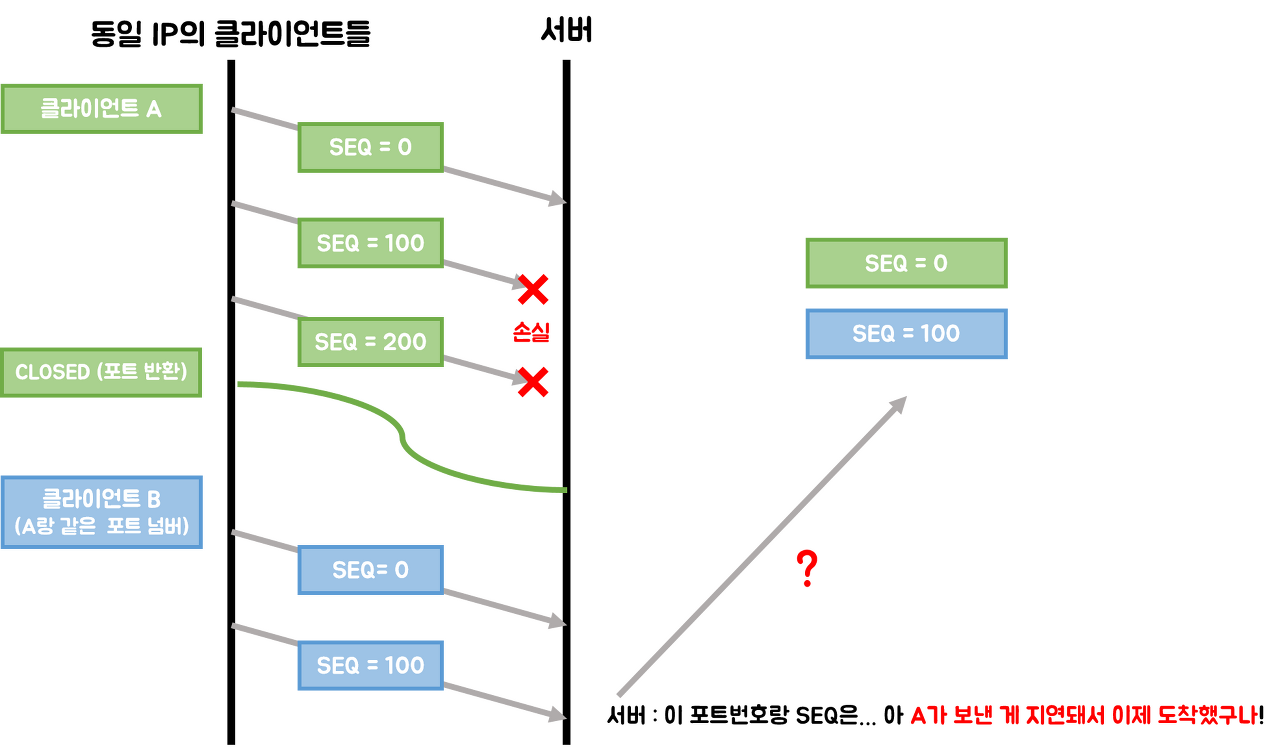 동일 IP의 클라이언트들
서버
클라이언트 A
SEQ = 0
SEQ = 100
손실
SEQ = 200
CLOSED (포트 반환)
클라이언트 B
(A랑 같은 포트 넘버)
SEQ= 0
SEQ = 100
SEQ = 0
SEQ = 100
?
서버 : 이 포트번호랑 SEQ은... 아 A가 보낸 게 지연돼서 이제 도착했구나!